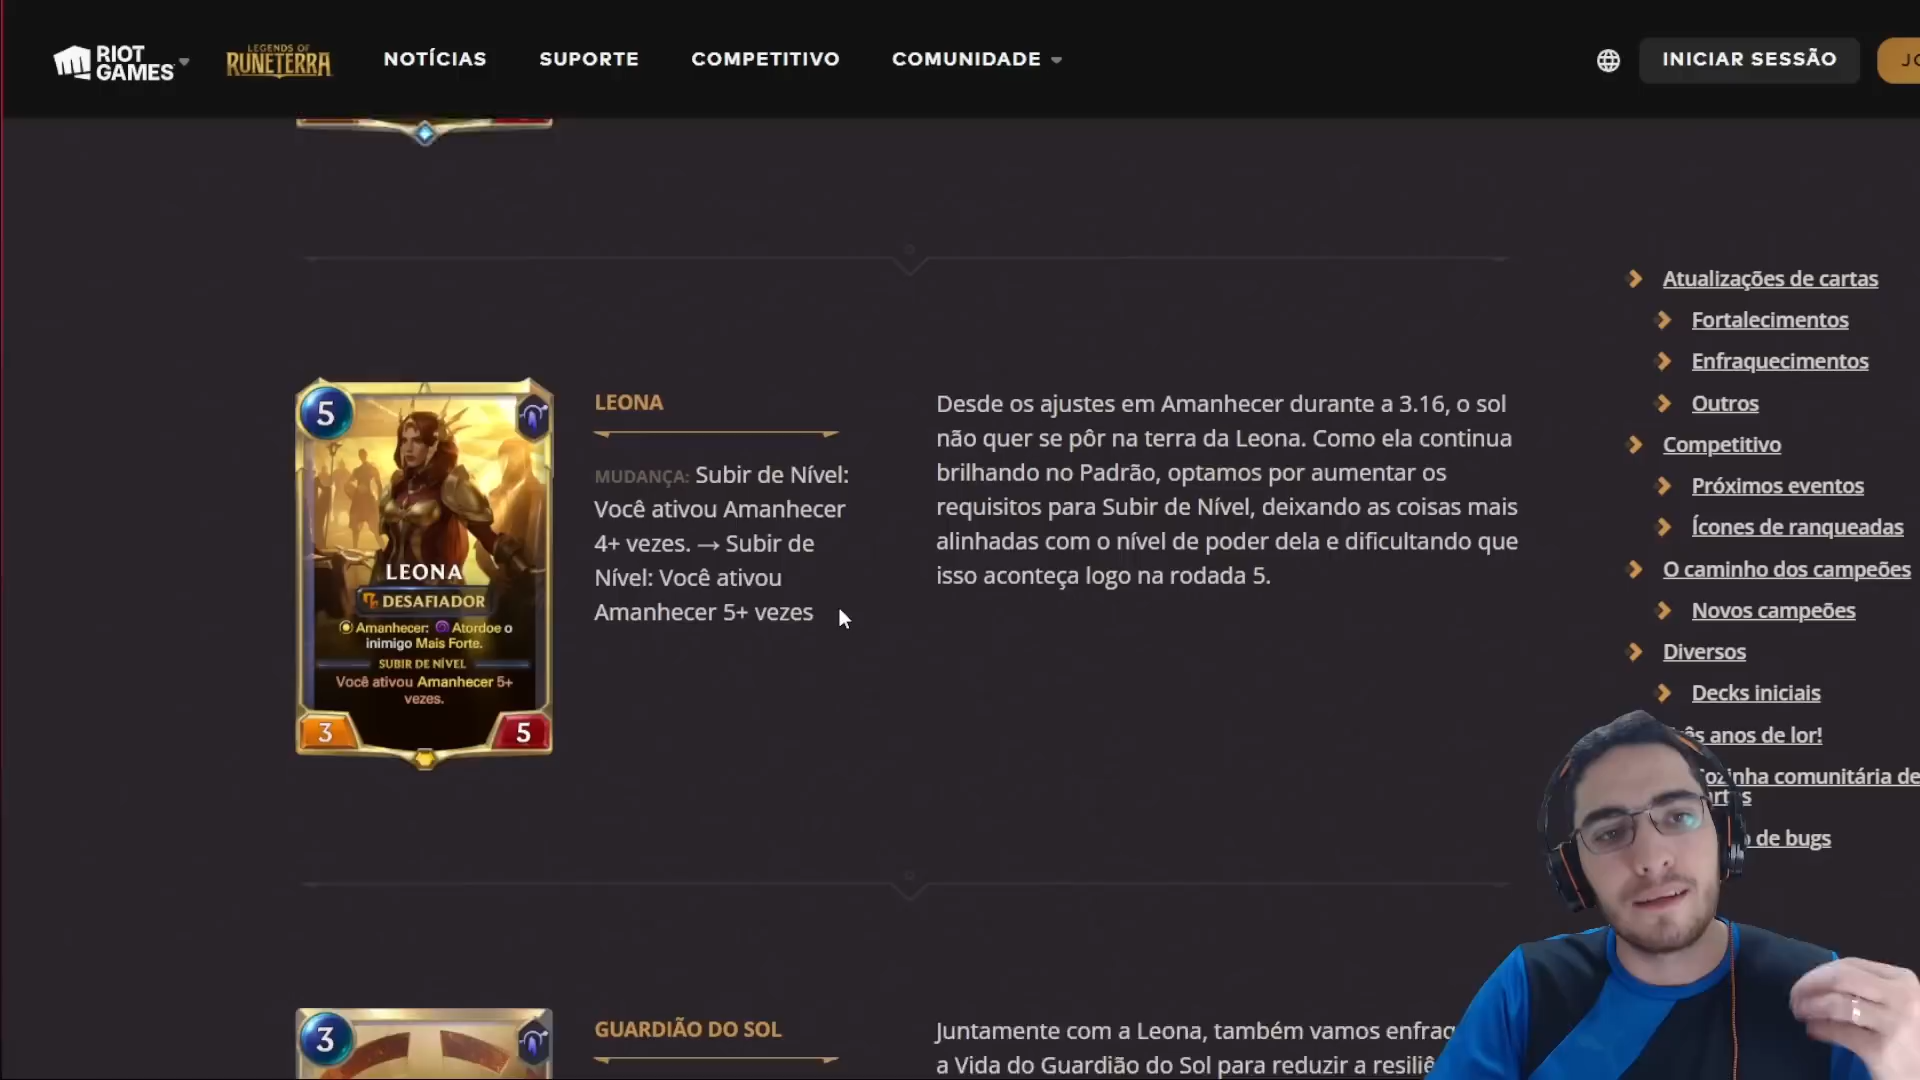 RIOT GAMES
LEGENDS OF RUNETERRA
NOTÍCIAS
SUPORTE
COMPETITIVO
COMUNIDADE
INICIAR SESSÃO
5
LEONA
DESAFIADOR
Amanhecer: Atordoe o
inimigo Mais Forte.
SUBIR DE NÍVEL
Você ativou Amanhecer 5+
vezes.
3
5
LEONA
MUDANÇA: Subir de Nível:
Você ativou Amanhecer
4+ vezes. → Subir de
Nível: Você ativou
Amanhecer 5+ vezes
Desde os ajustes em Amanhecer durante a 3.16, o sol
não quer se pôr na terra da Leona. Como ela continua
brilhando no Padrão, optamos por aumentar os
requisitos para Subir de Nível, deixando as coisas mais
alinhadas com o nível de poder dela e dificultando que
isso aconteça logo na rodada 5.
Atualizações de cartas
Fortalecimentos
Enfraquecimentos
Outros
Competitivo
Próximos eventos
Ícones de ranqueadas
O caminho dos campeões
Novos campeões
Diversos
Decks iniciais
anos de lor!
comunitária de
de bugs
3
GUARDIÃO DO SOL
Juntamente com a Leona, também vamos
a Vida do Guardião do Sol para reduzir a